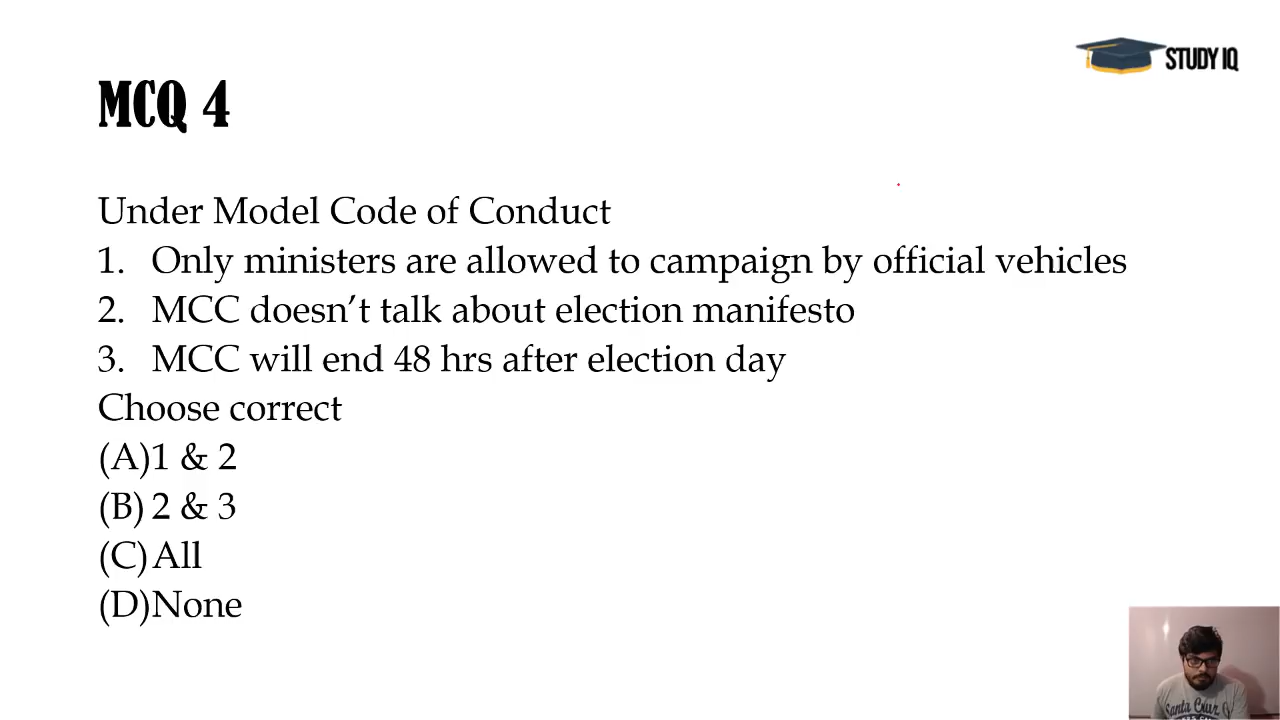 STUDY IQ
MCQ 4
Under Model Code of Conduct
1. Only ministers are allowed to campaign by official vehicles
2. MCC doesn’t talk about election manifesto
3. MCC will end 48 hrs after election day
Choose correct
(A)1 & 2
(B) 2 & 3
(C) All
(D)None
Santa Cruz